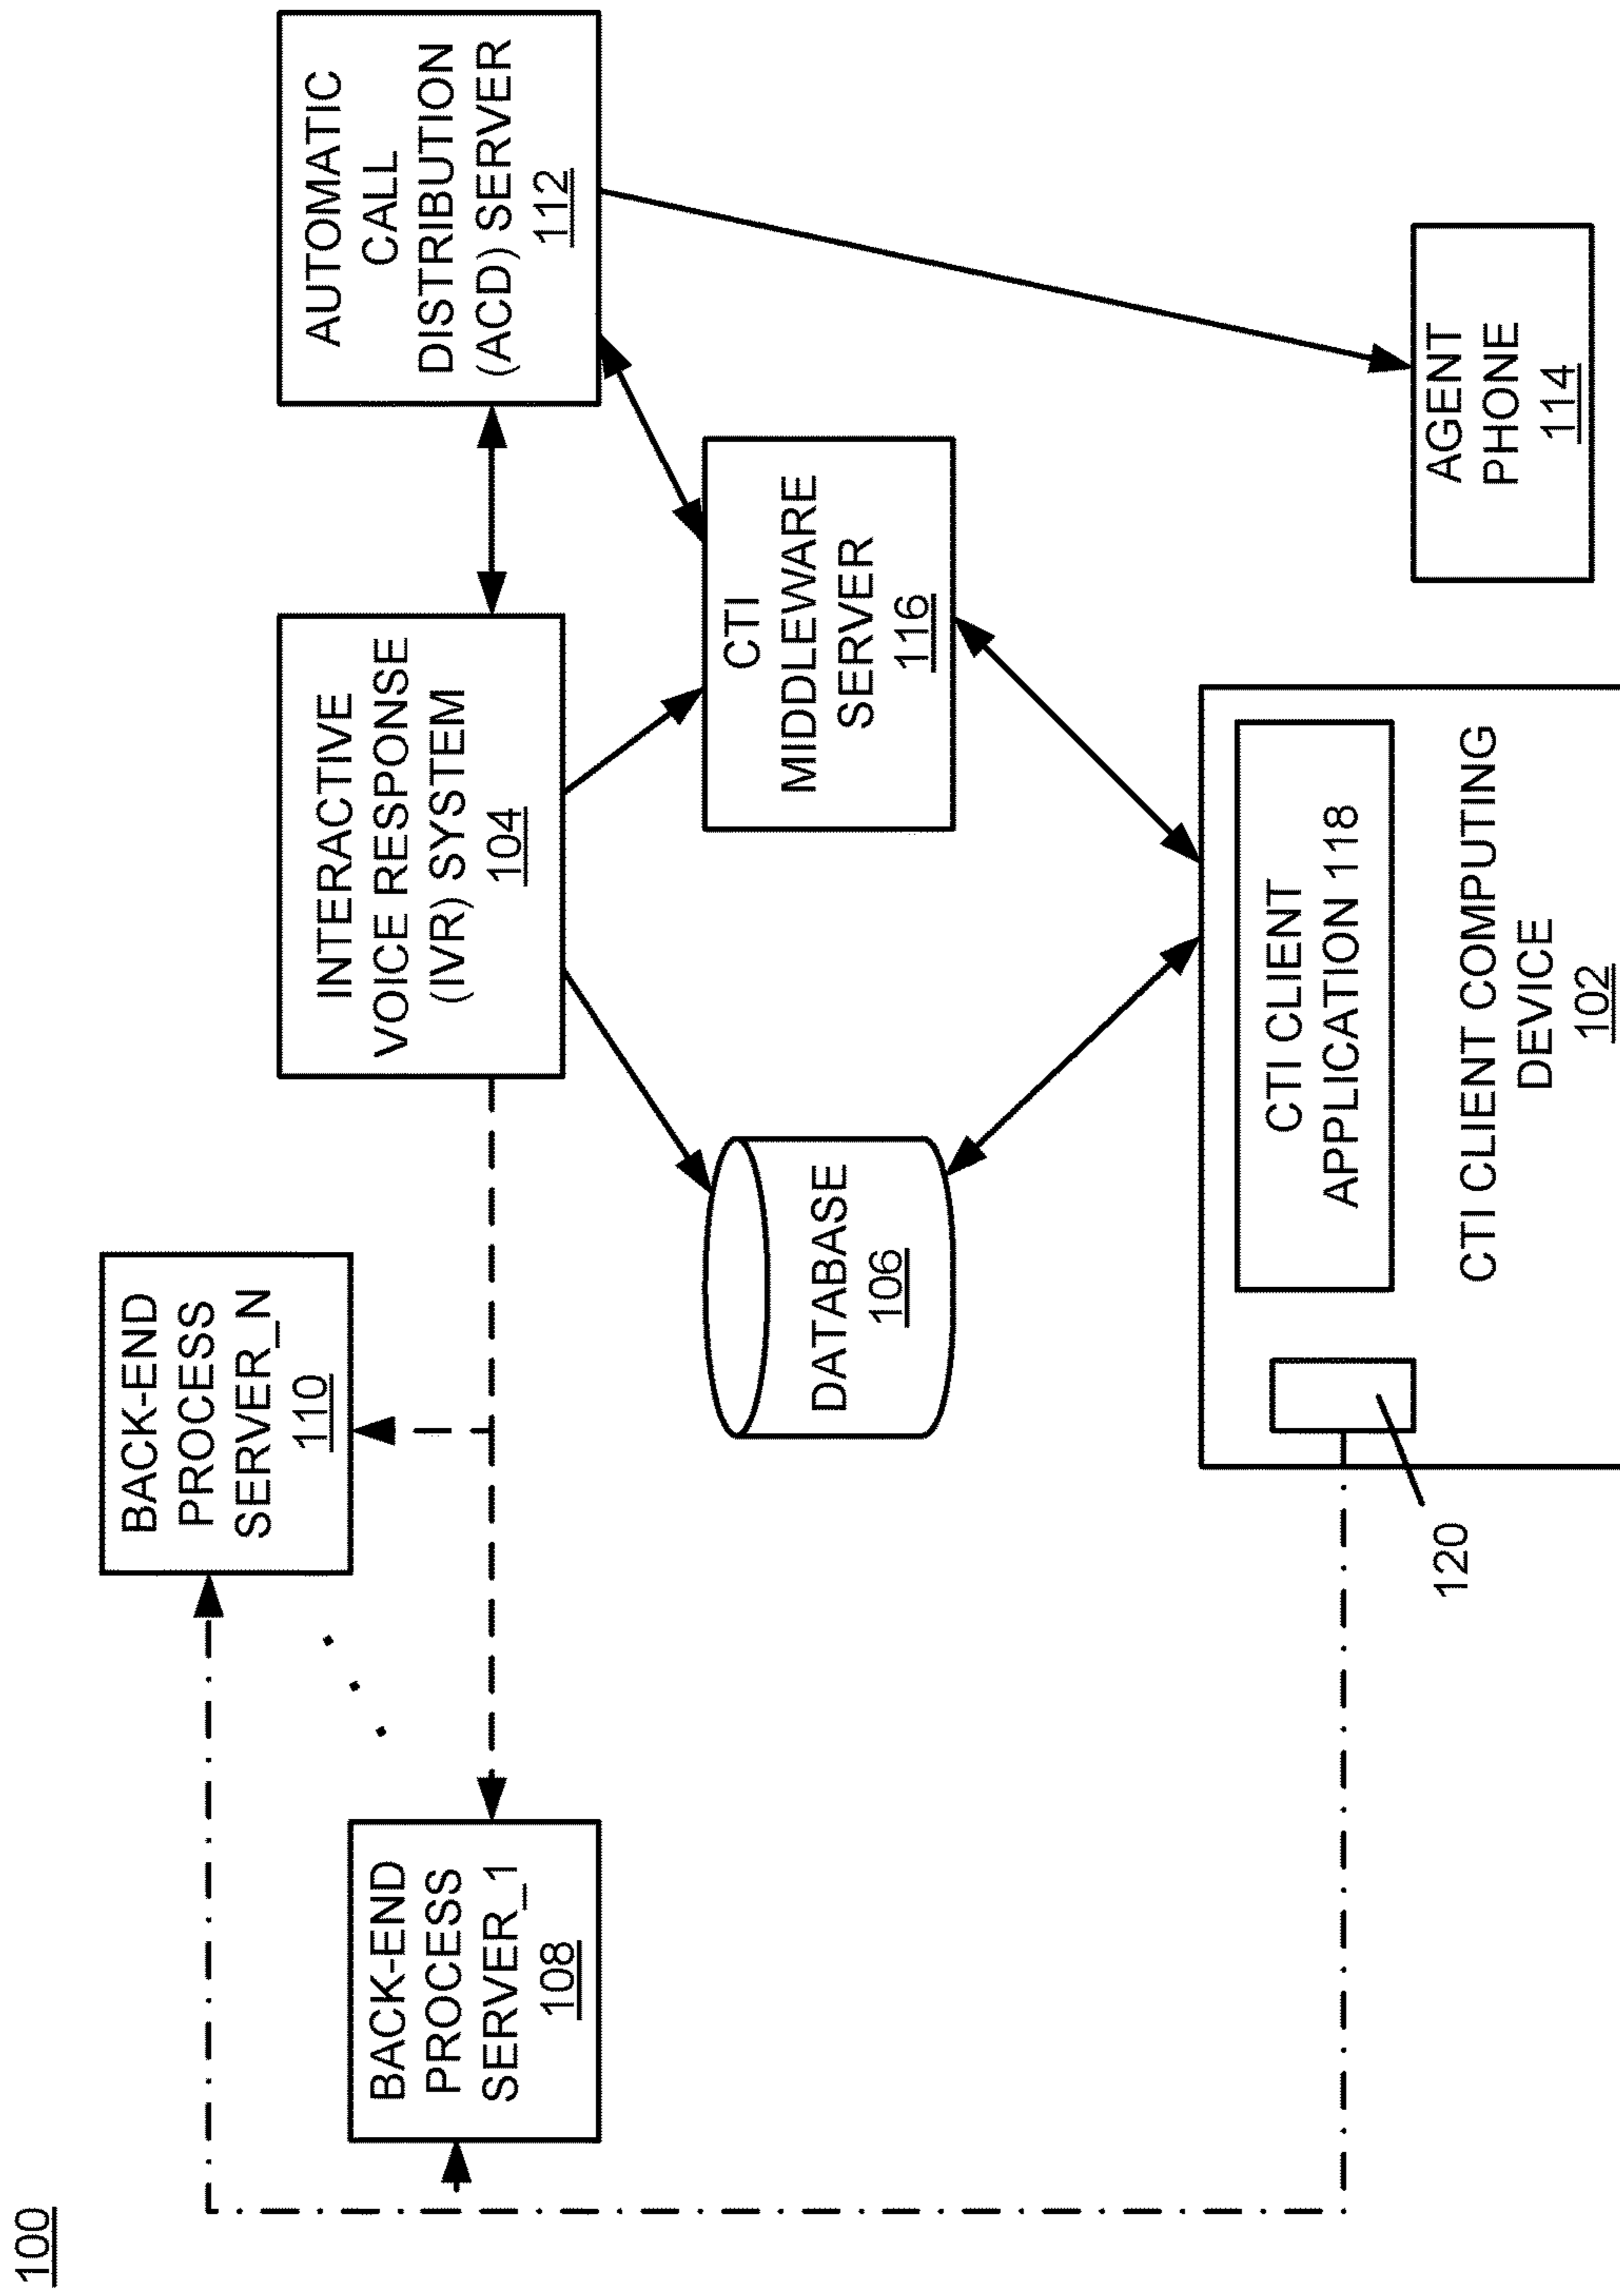 100
BACK-END
PROCESS
SERVER_N
110
BACK-END
PROCESS
SERVER_1
108
INTERACTIVE
VOICE RESPONSE
(IVR) SYSTEM
104
AUTOMATIC
CALL
DISTRIBUTION
(ACD) SERVER
112
DATABASE
106
CTI
MIDDLEWARE
SERVER
116
120
CTI CLIENT
APPLICATION 118
CTI CLIENT COMPUTING
DEVICE
102
AGENT
PHONE
114